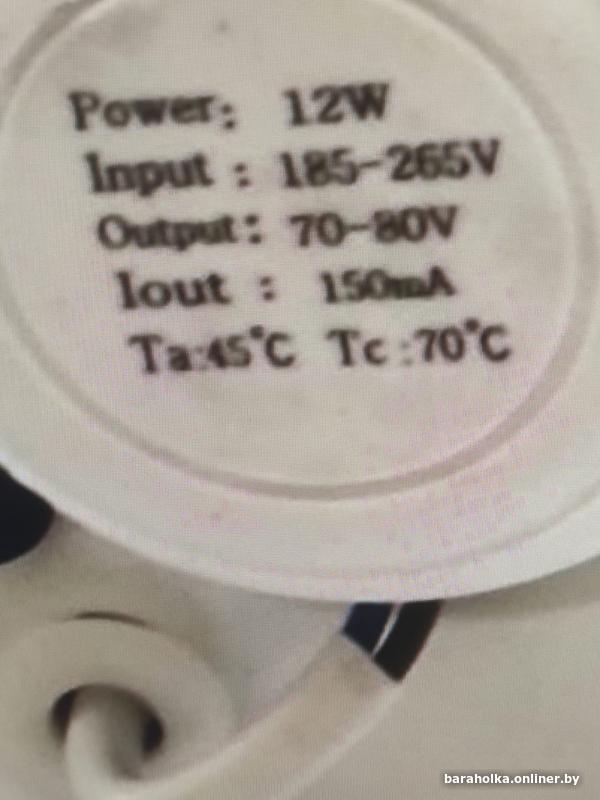 Power: 12W
Input : 185-265V
Output: 70-80V
Iout : 150mA
Ta:45°C Tc:70°C
baraholka.onliner.by